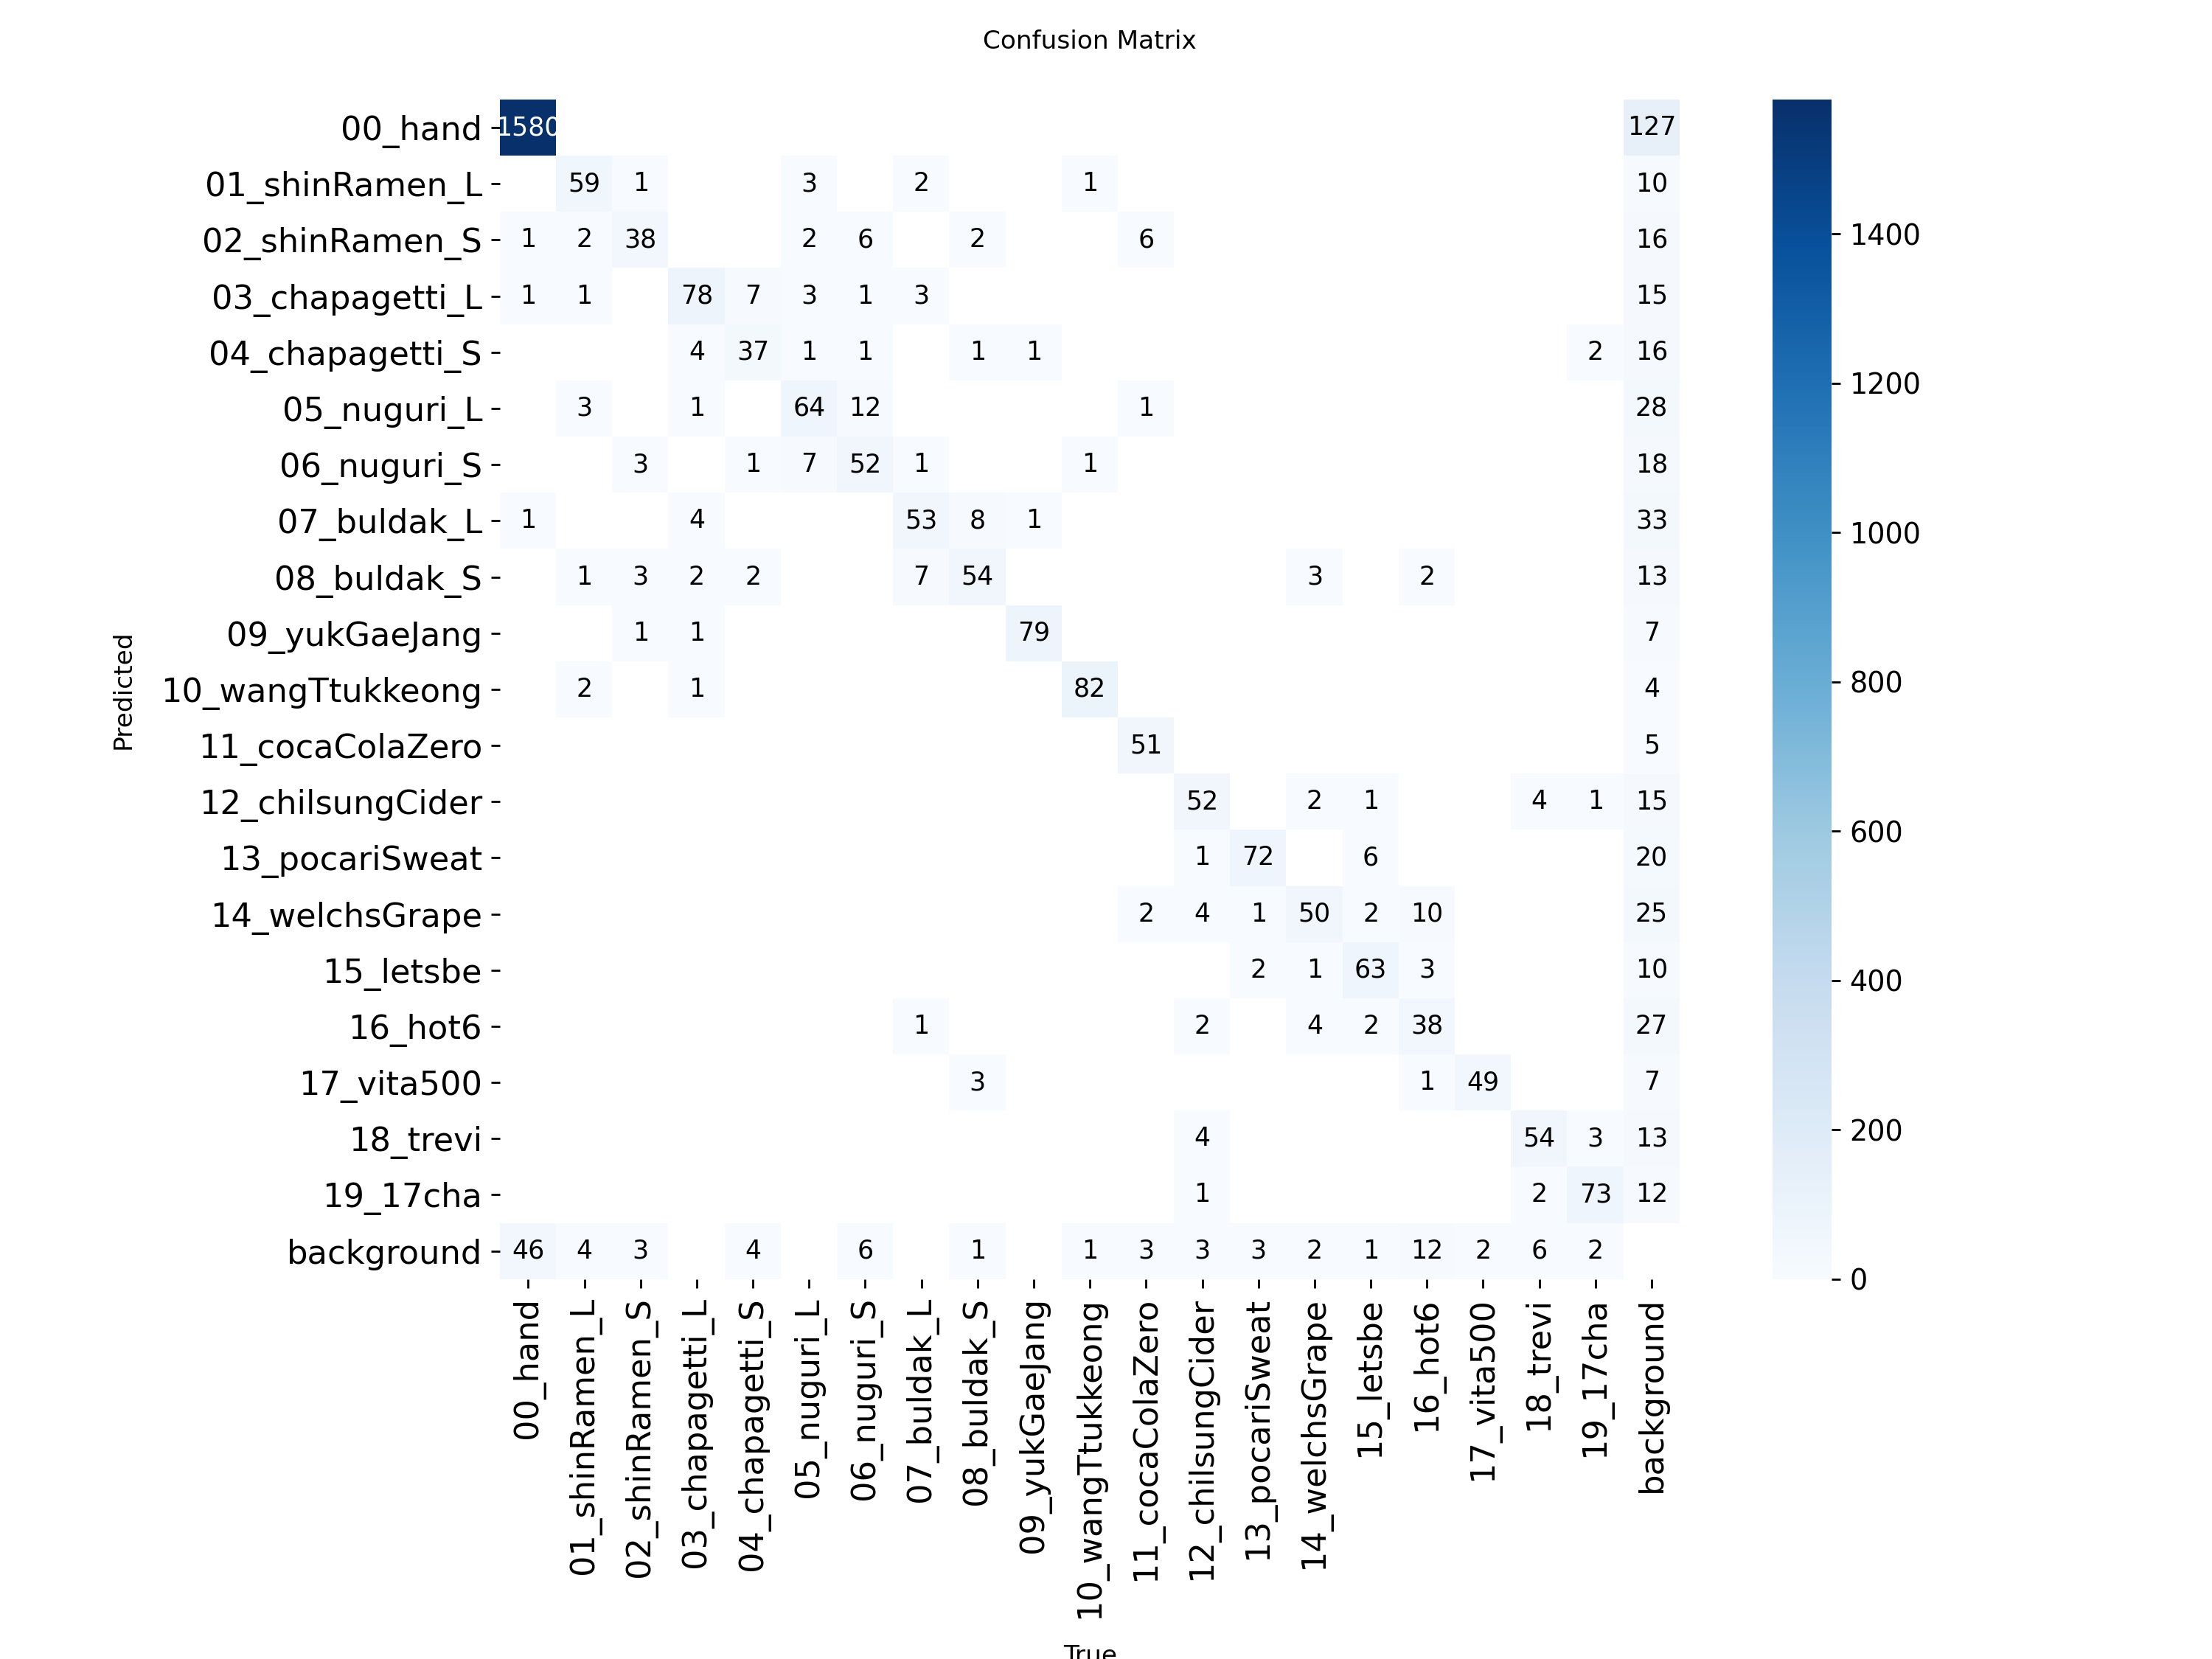 Confusion Matrix
00_hand 1580 127
01_shinRamen_L 59 1 3 2 1 10
02_shinRamen_S 1 2 38 2 6 2 6 16
03_chapagetti_L 1 1 78 7 3 1 3 15
04_chapagetti_S 4 37 1 1 1 1 2 16
05_nuguri_L 3 1 64 12 1 28
06_nuguri_S 3 1 7 52 1 1 18
07_buldak_L 1 4 53 8 1 33
08_buldak_S 1 3 2 2 7 54 3 2 13
09_yukGaeJang 1 1 79 7
10_wangTtukkeong 2 1 82 4
11_cocaColaZero 51 5
12_chilsungCider 52 2 1 4 1 15
13_pocariSweat 1 72 6 20
14_welchsGrape 2 4 1 50 2 10 25
15_letsbe 2 1 63 3 10
16_hot6 1 2 4 2 38 27
17_vita500 3 1 49 7
18_trevi 4 54 3 13
19_17cha 1 2 73 12
background 46 4 3 4 6 1 1 3 3 3 2 1 12 2 6 2
Predicted
00_hand
01_shinRamen_L
02_shinRamen_S
03_chapagetti_L
04_chapagetti_S
05_nuguri_L
06_nuguri_S
07_buldak_L
08_buldak_S
09_yukGaeJang
10_wangTtukkeong
11_cocaColaZero
12_chilsungCider
13_pocariSweat
14_welchsGrape
15_letsbe
16_hot6
17_vita500
18_trevi
19_17cha
background
True
1400
1200
1000
800
600
400
200
0